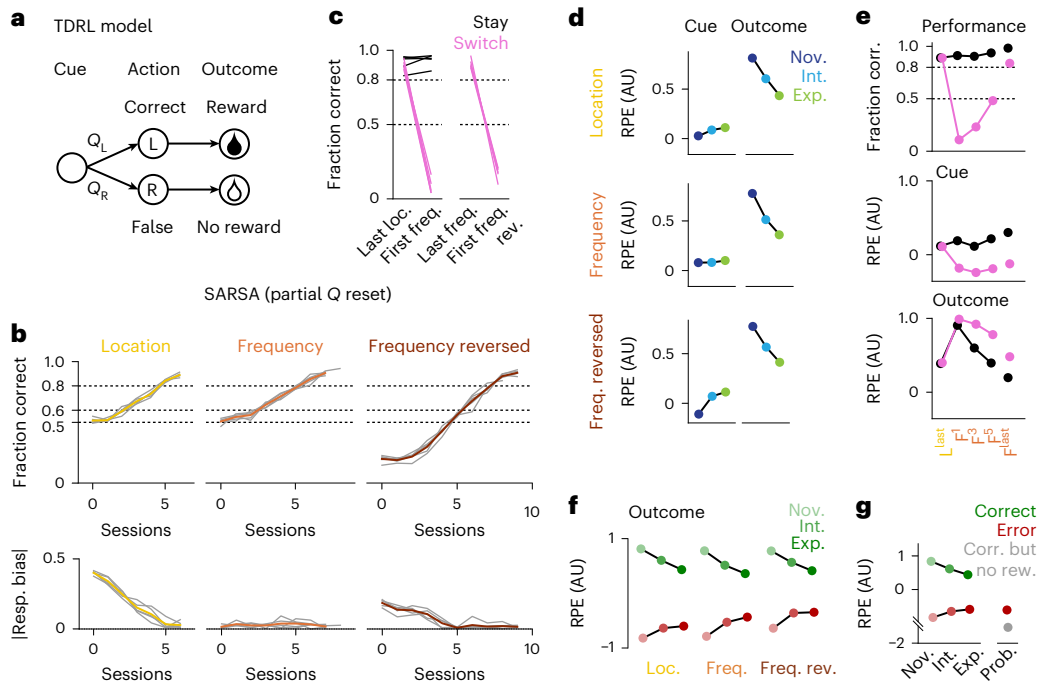 a
TDRL model
Cue
Action
Outcome
Correct
Reward
Q_L
L
Q_R
R
False
No reward
SARSA (partial Q reset)
b
Location
Frequency
Frequency reversed
Fraction correct
1.0
0.8
0.6
0.5
0
0
5
0
5
0
5
10
Sessions
Sessions
Sessions
|Resp. bias|
0.5
0
0
5
0
5
0
5
10
Sessions
Sessions
Sessions
c
Stay
Switch
Fraction correct
1.0
0.8
0.5
0
Last loc.
First freq.
Last freq.
First freq.
rev.
d
Cue
Outcome
Nov.
Int.
Exp.
Location
RPE (AU)
0.5
0
Frequency
RPE (AU)
0.5
0
Freq. reversed
RPE (AU)
0.5
0
e
Performance
Fraction corr.
1.0
0.8
0.5
0
Cue
RPE (AU)
1.0
0
Outcome
RPE (AU)
1.0
0
L^last
F^1
F^3
F^5
F^last
f
Outcome
Nov.
Int.
Exp.
RPE (AU)
1
−1
Loc.
Freq.
Freq. rev.
g
Correct
Error
Corr. but
no rew.
RPE (AU)
1
0
−2
Nov.
Int.
Exp.
Prob.